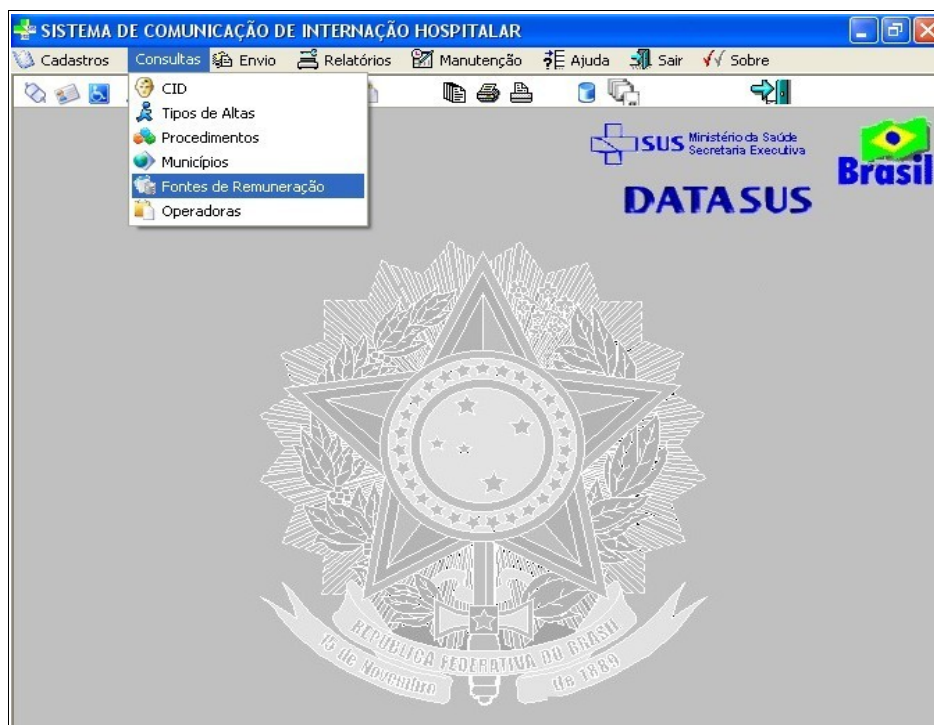 SISTEMA DE COMUNICAÇÃO DE INTERNAÇÃO HOSPITALAR
Cadastros Consultas Envio Relatórios Manutenção Ajuda Sair Sobre
CID
Tipos de Altas
Procedimentos
Municípios
Fontes de Remuneração
Operadoras
SUS Ministério da Saúde
Secretaria Executiva
Brasil
DATASUS
REPUBLICA FEDERATIVA DO BRASIL
15 de Novembro de 1889